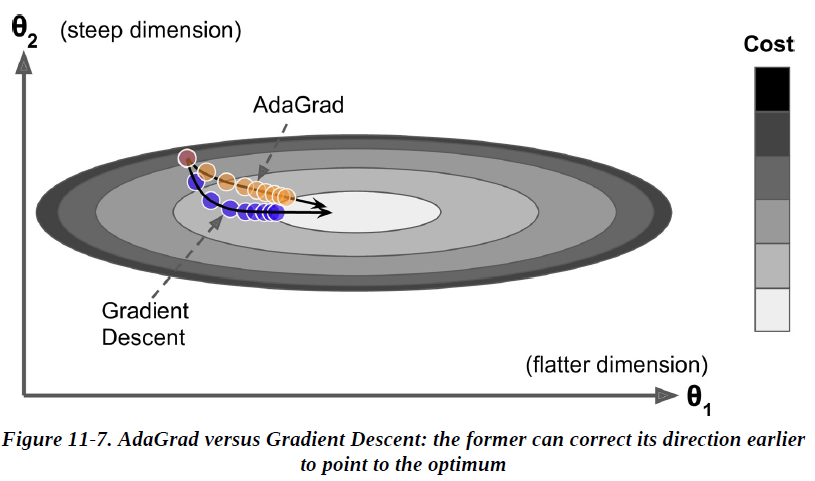 θ2 (steep dimension)
Cost
AdaGrad
Gradient
Descent
(flatter dimension)
θ1
Figure 11-7. AdaGrad versus Gradient Descent: the former can correct its direction earlier
to point to the optimum